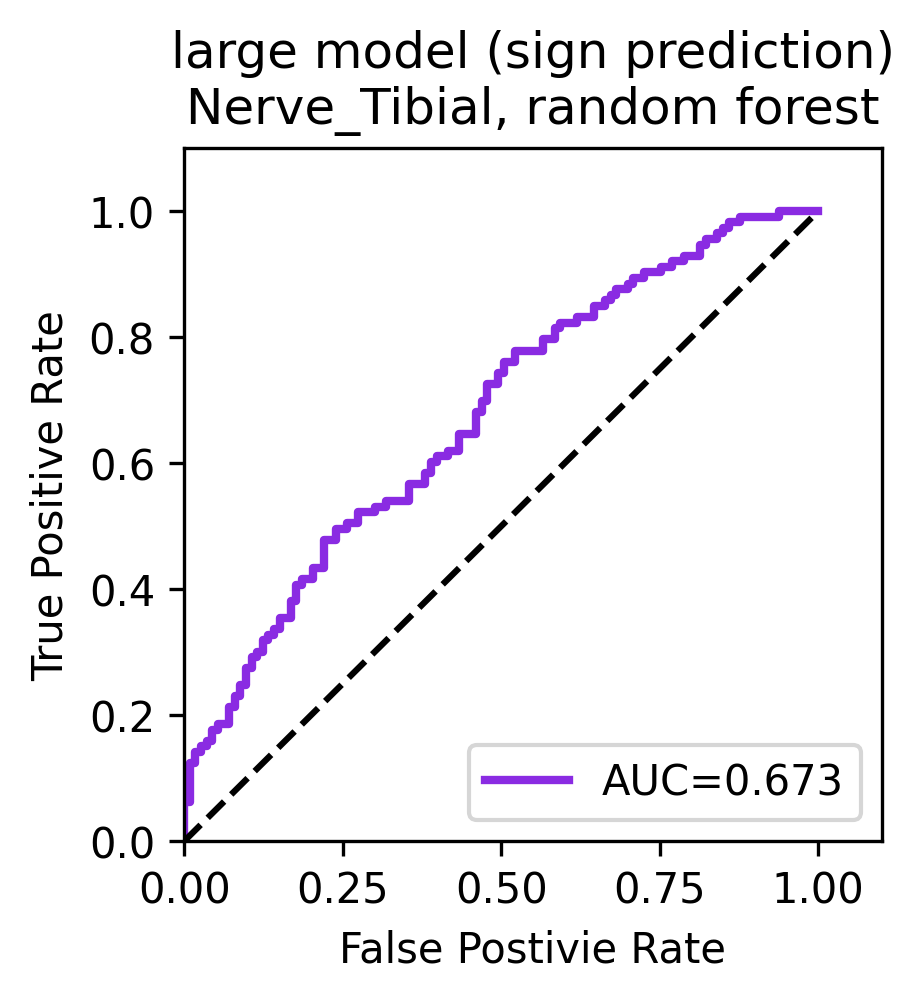 large model (sign prediction)
Nerve_Tibial, random forest
1.0
0.8
0.6
0.4
0.2
0.0
True Positive Rate
AUC=0.673
0.00 0.25 0.50 0.75 1.00
False Postivie Rate